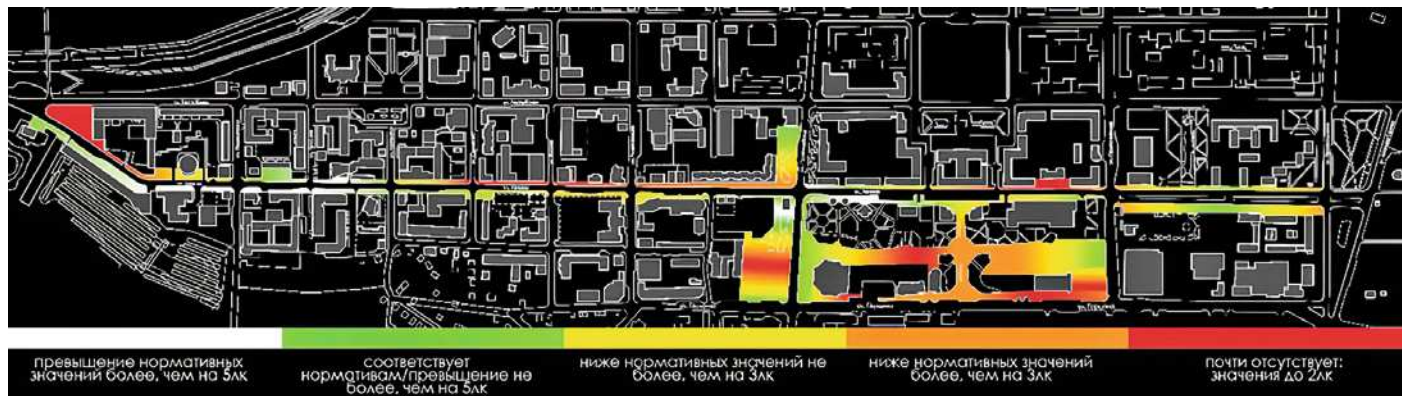 превышение нормативных
значений более, чем на 5лк
соответствует
нормативам/превышение не
более, чем на 5лк
ниже нормативных значений не
более, чем на 3лк
ниже нормативных значений
более, чем на 3лк
почти отсутствует:
значения до 2лк